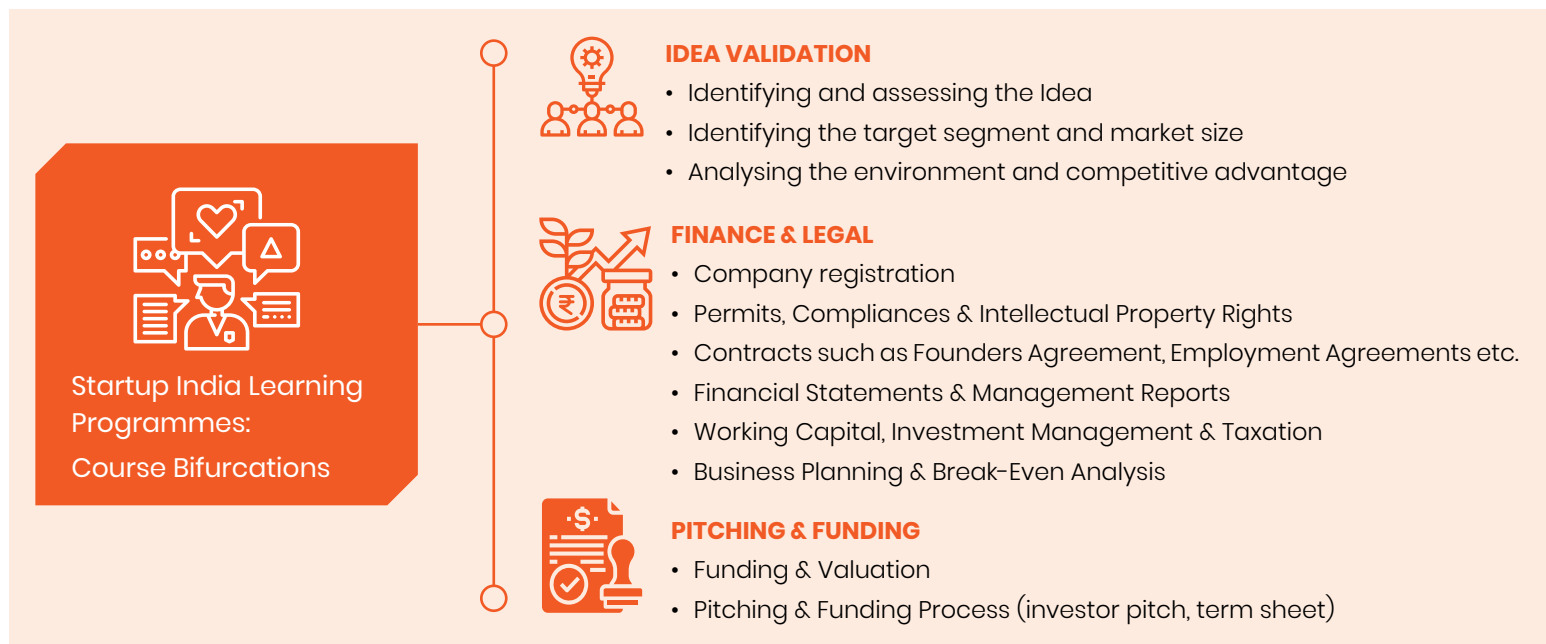 Startup India Learning
Programmes:
Course Bifurcations
IDEA VALIDATION
• Identifying and assessing the Idea
• Identifying the target segment and market size
• Analysing the environment and competitive advantage
₹
FINANCE & LEGAL
• Company registration
• Permits, Compliances & Intellectual Property Rights
• Contracts such as Founders Agreement, Employment Agreements etc.
• Financial Statements & Management Reports
• Working Capital, Investment Management & Taxation
• Business Planning & Break-Even Analysis
$
PITCHING & FUNDING
• Funding & Valuation
• Pitching & Funding Process (investor pitch, term sheet)